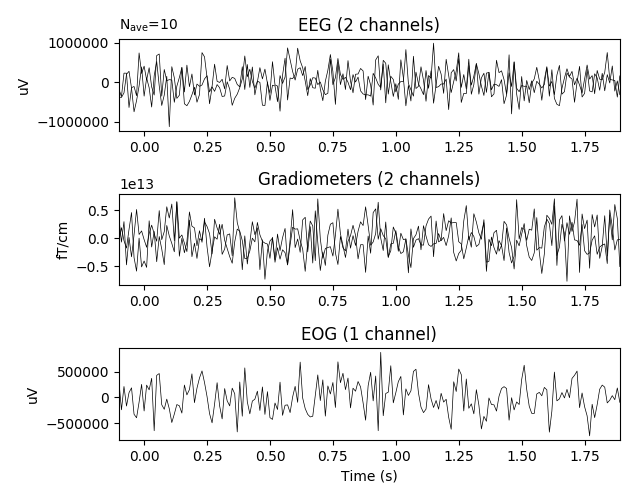 N_ave=10
EEG (2 channels)
1000000
0
−1000000
uV
0.00 0.25 0.50 0.75 1.00 1.25 1.50 1.75
1e13
Gradiometers (2 channels)
0.5
0.0
−0.5
fT/cm
0.00 0.25 0.50 0.75 1.00 1.25 1.50 1.75
EOG (1 channel)
500000
0
−500000
uV
0.00 0.25 0.50 0.75 1.00 1.25 1.50 1.75
Time (s)